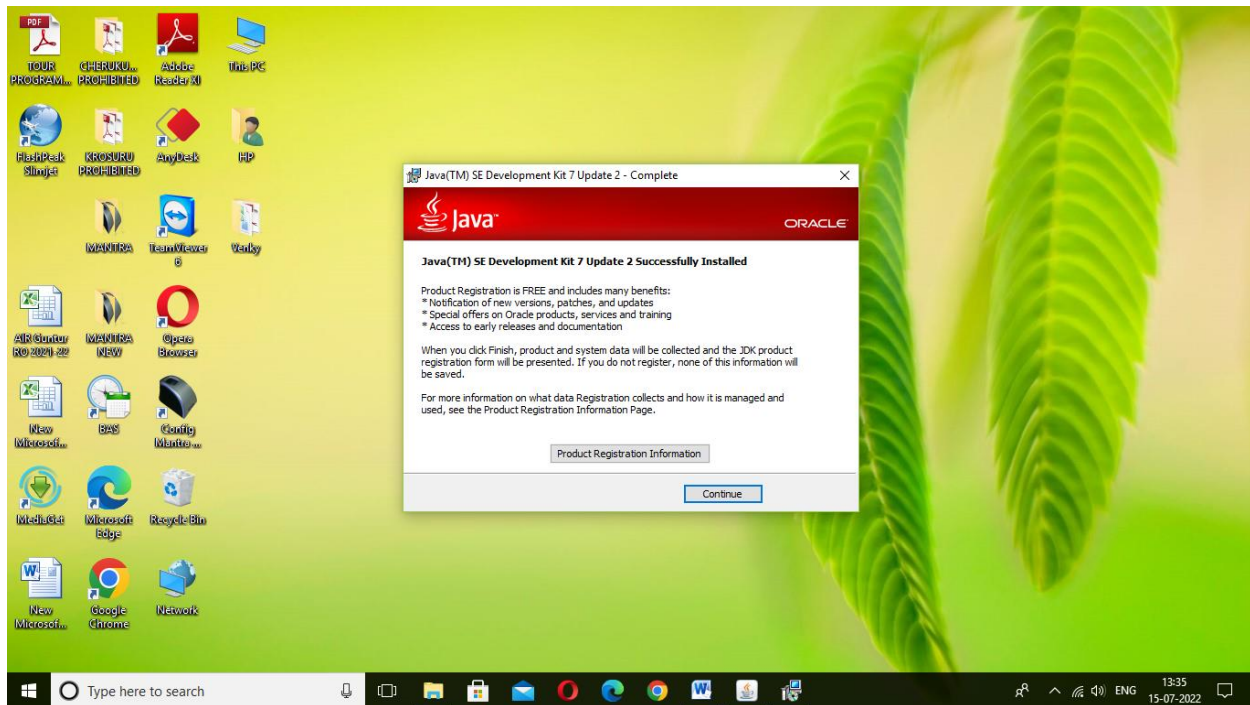 PDF
TOUR PROGRAM...
CHERUKU... PROHIBITED
Adobe Reader XI
This PC
FlashPeak Slimjet
KROSURU PROHIBITED
AnyDesk
HP
MANTRA
TeamViewer
Venky
AIR Guntur RO 2021-22
MANTRA NEW
Opera Browser
New Microsoft...
BAS
Config Mantra ...
MediaGet
Microsoft Edge
Recycle Bin
New Microsof...
Google Chrome
Network
Java(TM) SE Development Kit 7 Update 2 - Complete
Java™
ORACLE
Java(TM) SE Development Kit 7 Update 2 Successfully Installed
Product Registration is FREE and includes many benefits:
* Notification of new versions, patches, and updates
* Special offers on Oracle products, services and training
* Access to early releases and documentation
When you click Finish, product and system data will be collected and the JDK product
registration form will be presented. If you do not register, none of this information will
be saved.
For more information on what data Registration collects and how it is managed and
used, see the Product Registration Information Page.
Product Registration Information
Continue
Type here to search
ENG
13:35
15-07-2022